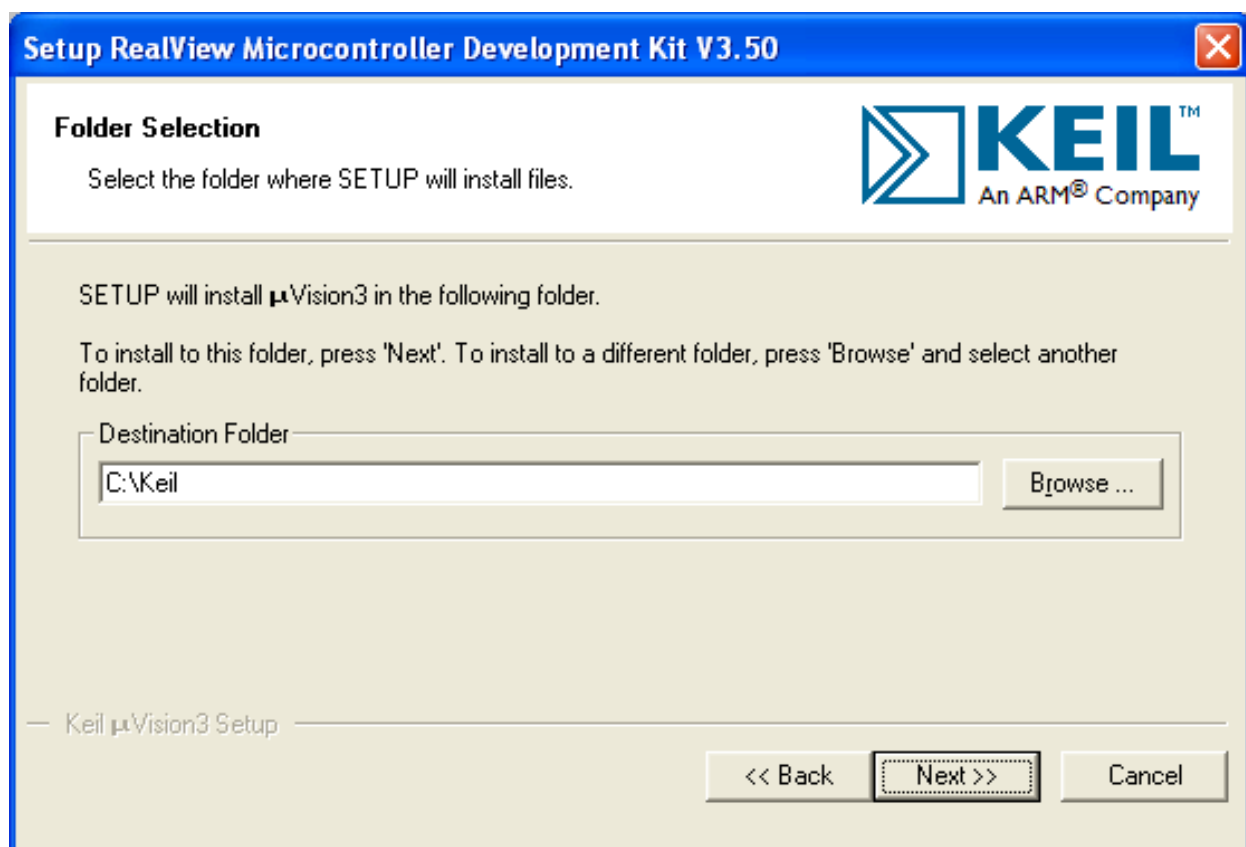 Setup RealView Microcontroller Development Kit V3.50
Folder Selection
Select the folder where SETUP will install files.
KEIL™
An ARM® Company
SETUP will install µVision3 in the following folder.
To install to this folder, press 'Next'. To install to a different folder, press 'Browse' and select another
folder.
Destination Folder
C:\Keil
Browse ...
Keil µVision3 Setup
<< Back
Next >>
Cancel